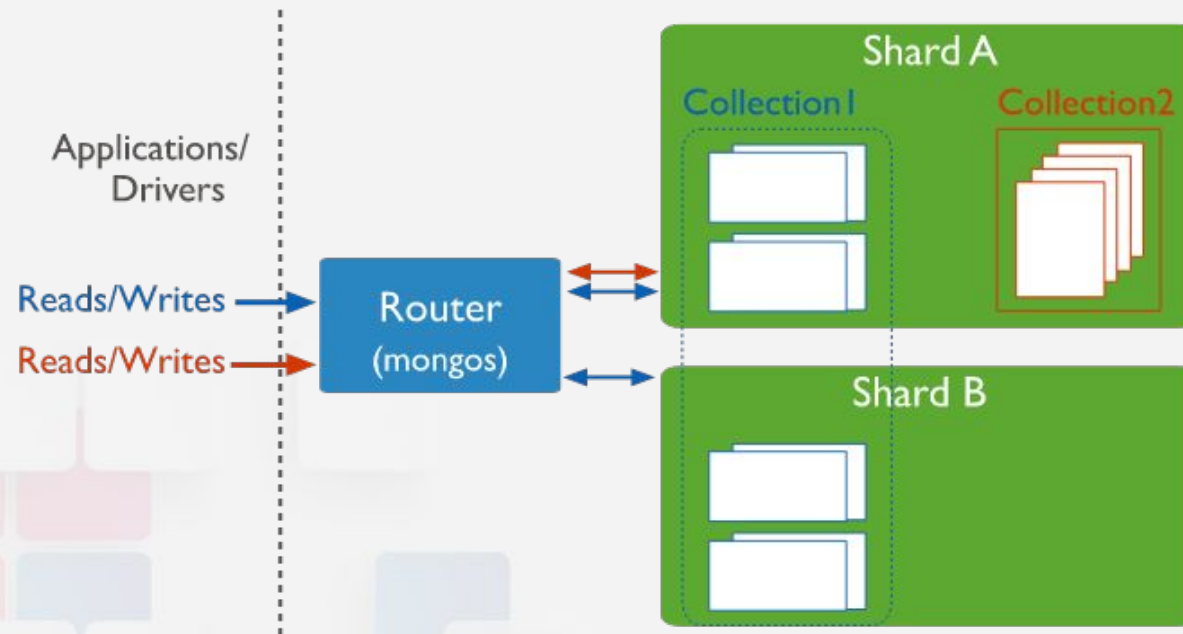 Applications/
Drivers
Reads/Writes
Reads/Writes
Router
(mongos)
Shard A
Collection1
Collection2
Shard B